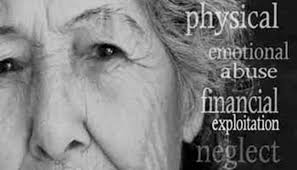 physical
emotional
abuse
financial
exploitation
neglect